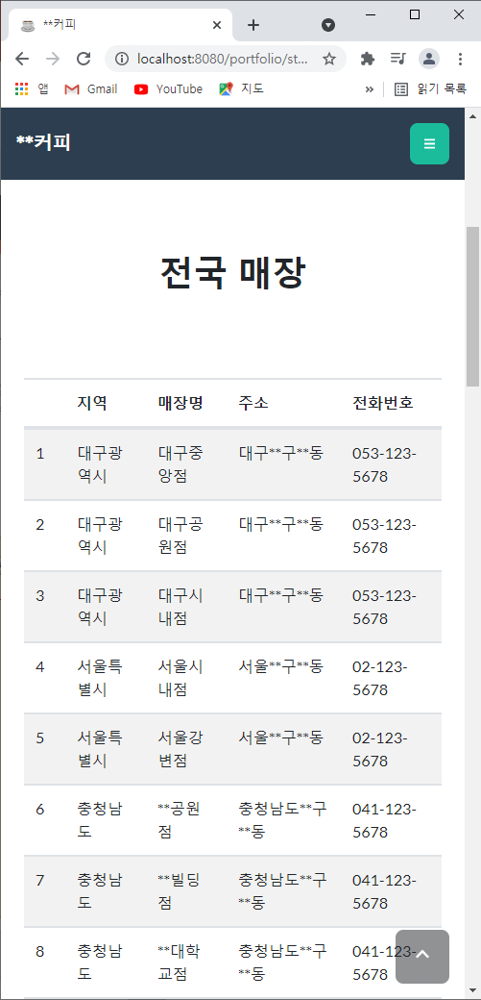 **커피
localhost:8080/portfolio/st...
앱 Gmail YouTube 지도 » 읽기 목록
**커피
전국 매장
지역 매장명 주소 전화번호
1 대구광 대구중 대구**구**동 053-123-
역시 앙점 5678
2 대구광 대구공 대구**구**동 053-123-
역시 원점 5678
3 대구광 대구시 대구**구**동 053-123-
역시 내점 5678
4 서울특 서울시 서울**구**동 02-123-
별시 내점 5678
5 서울특 서울강 서울**구**동 02-123-
별시 변점 5678
6 충청남 **공원 충청남도**구 041-123-
도 점 **동 5678
7 충청남 **빌딩 충청남도**구 041-123-
도 점 **동 5678
8 충청남 **대학 충청남도**구 041-123-
도 교점 **동 5678